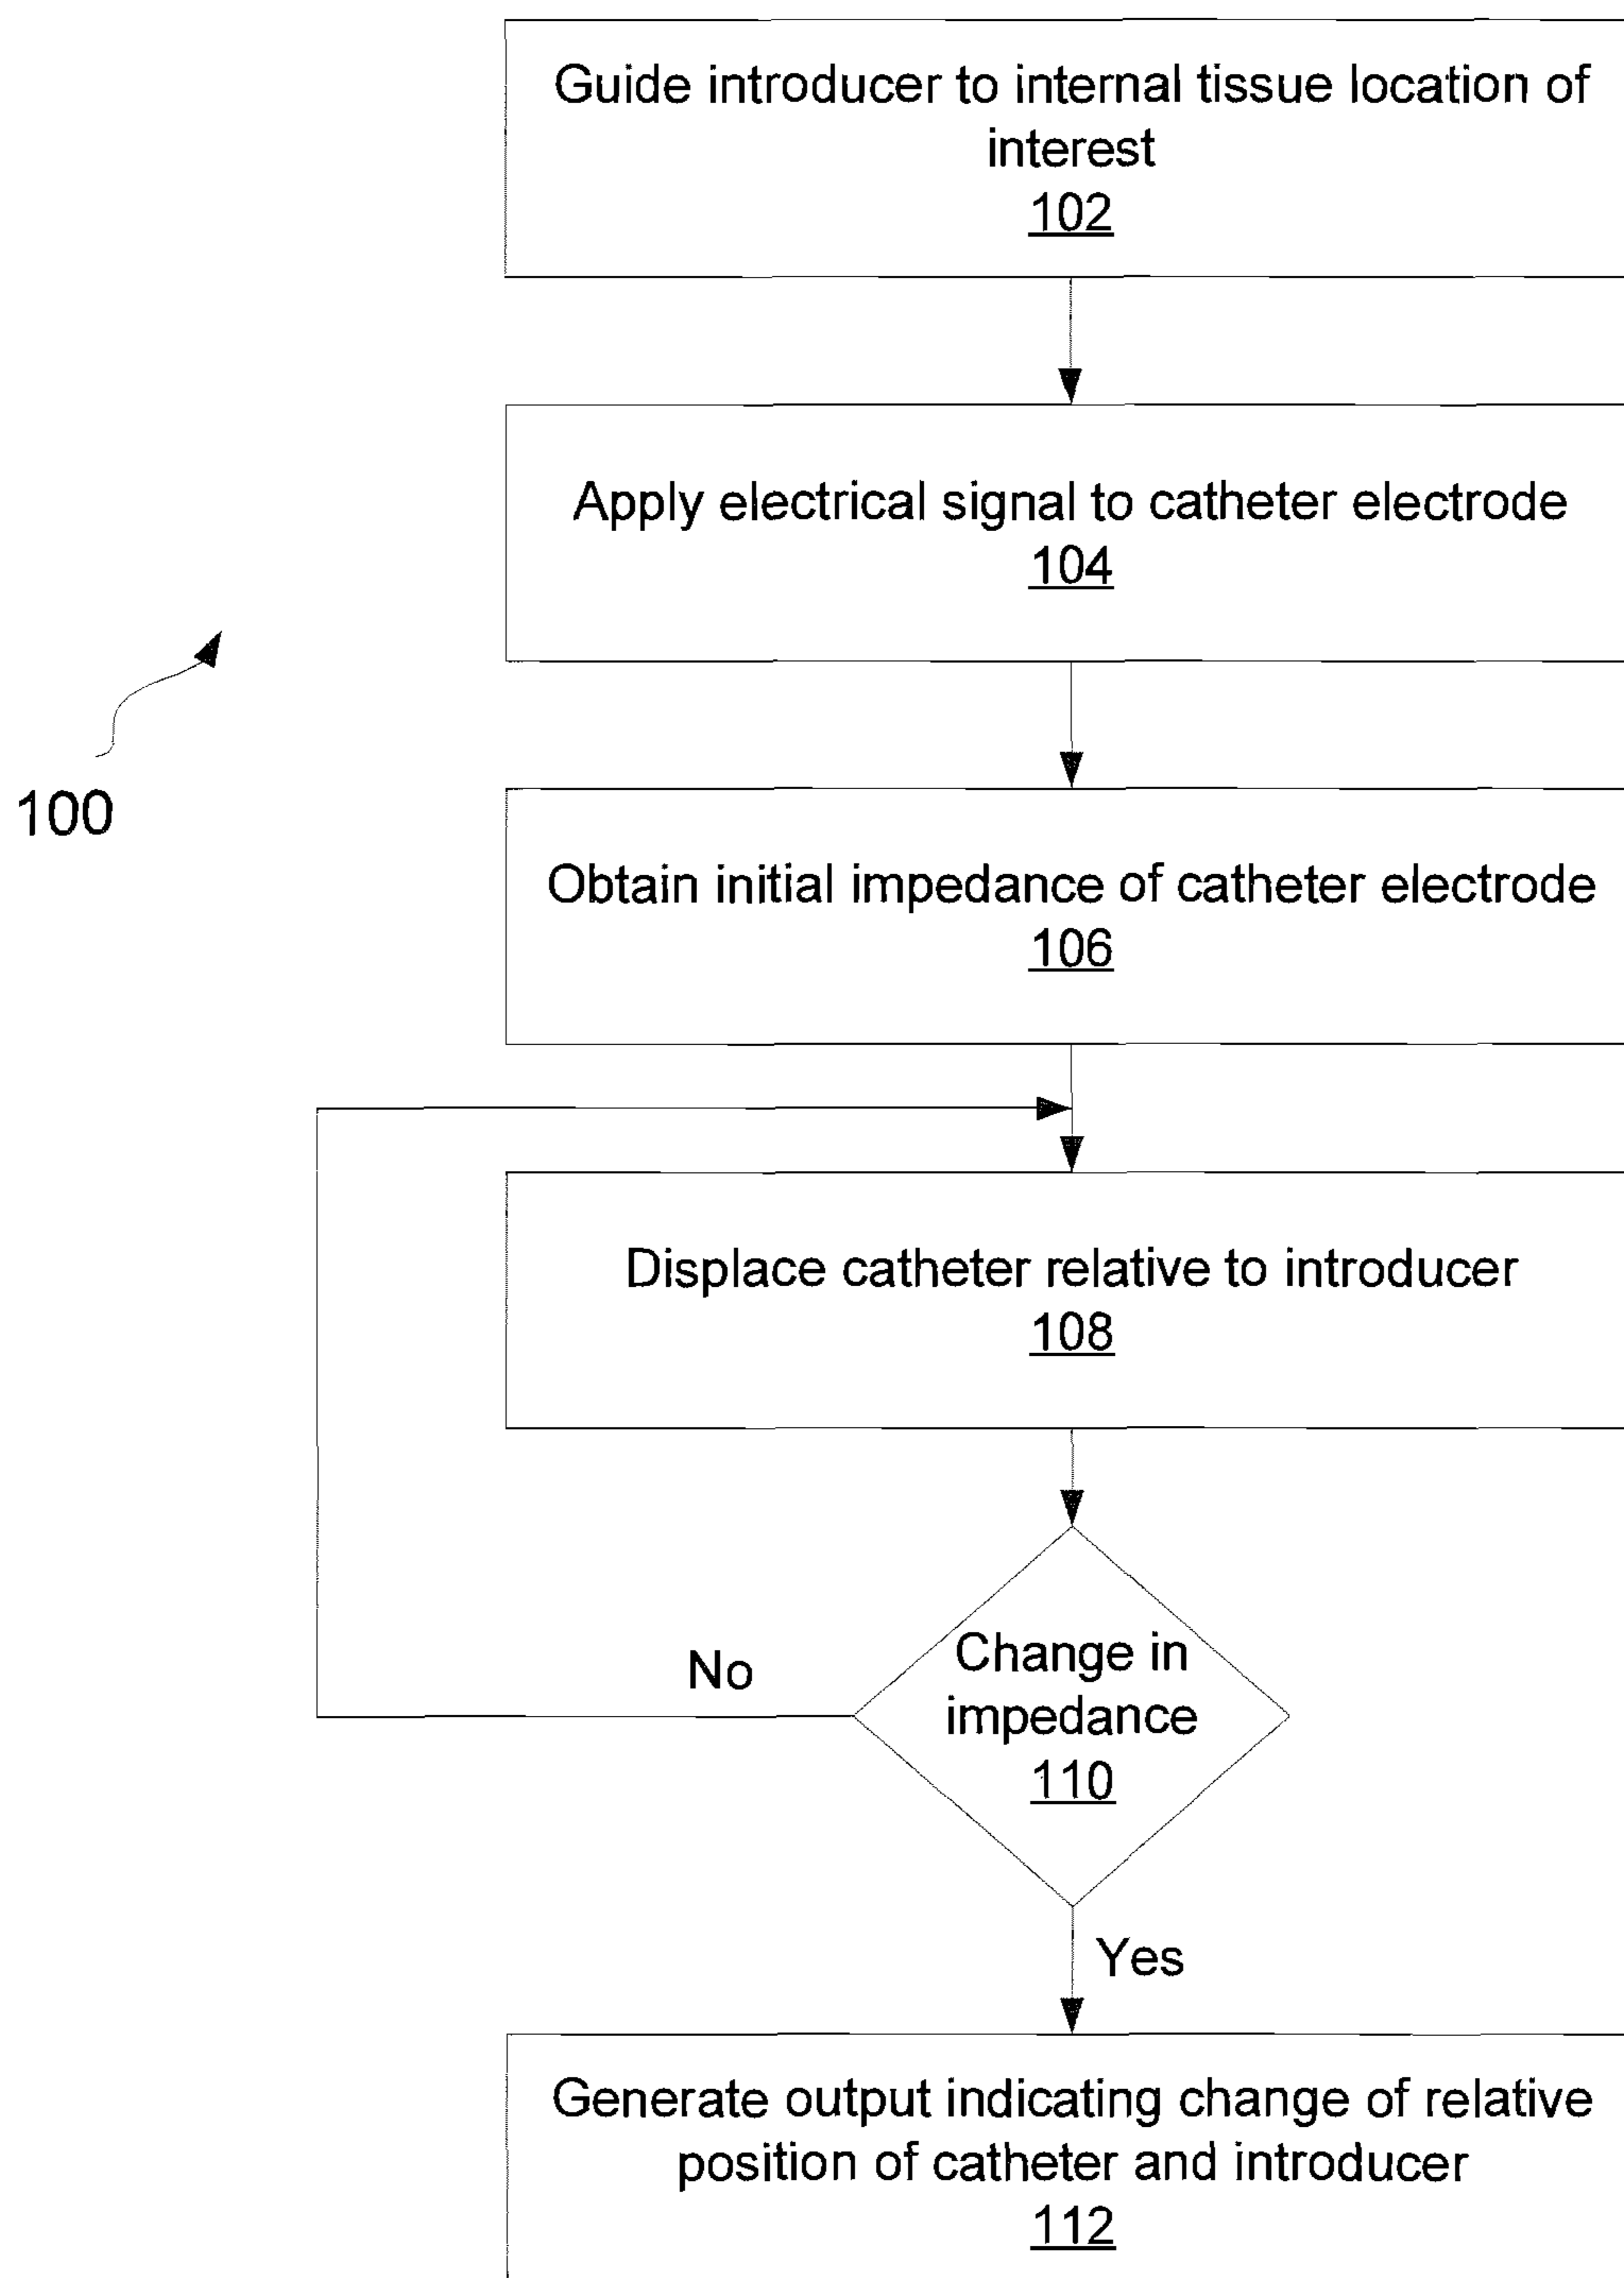 Guide introducer to internal tissue location of
interest
102
Apply electrical signal to catheter electrode
104
100
Obtain initial impedance of catheter electrode
106
Displace catheter relative to introducer
108
No
Change in
impedance
110
Yes
Generate output indicating change of relative
position of catheter and introducer
112